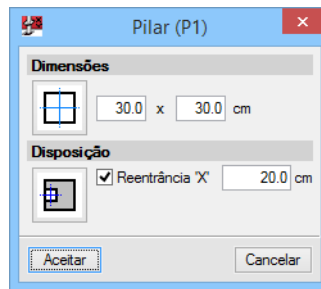 Pilar (P1)
Dimensões
30.0 x 30.0 cm
Disposição
Reentrância 'X' 20.0 cm
Aceitar Cancelar